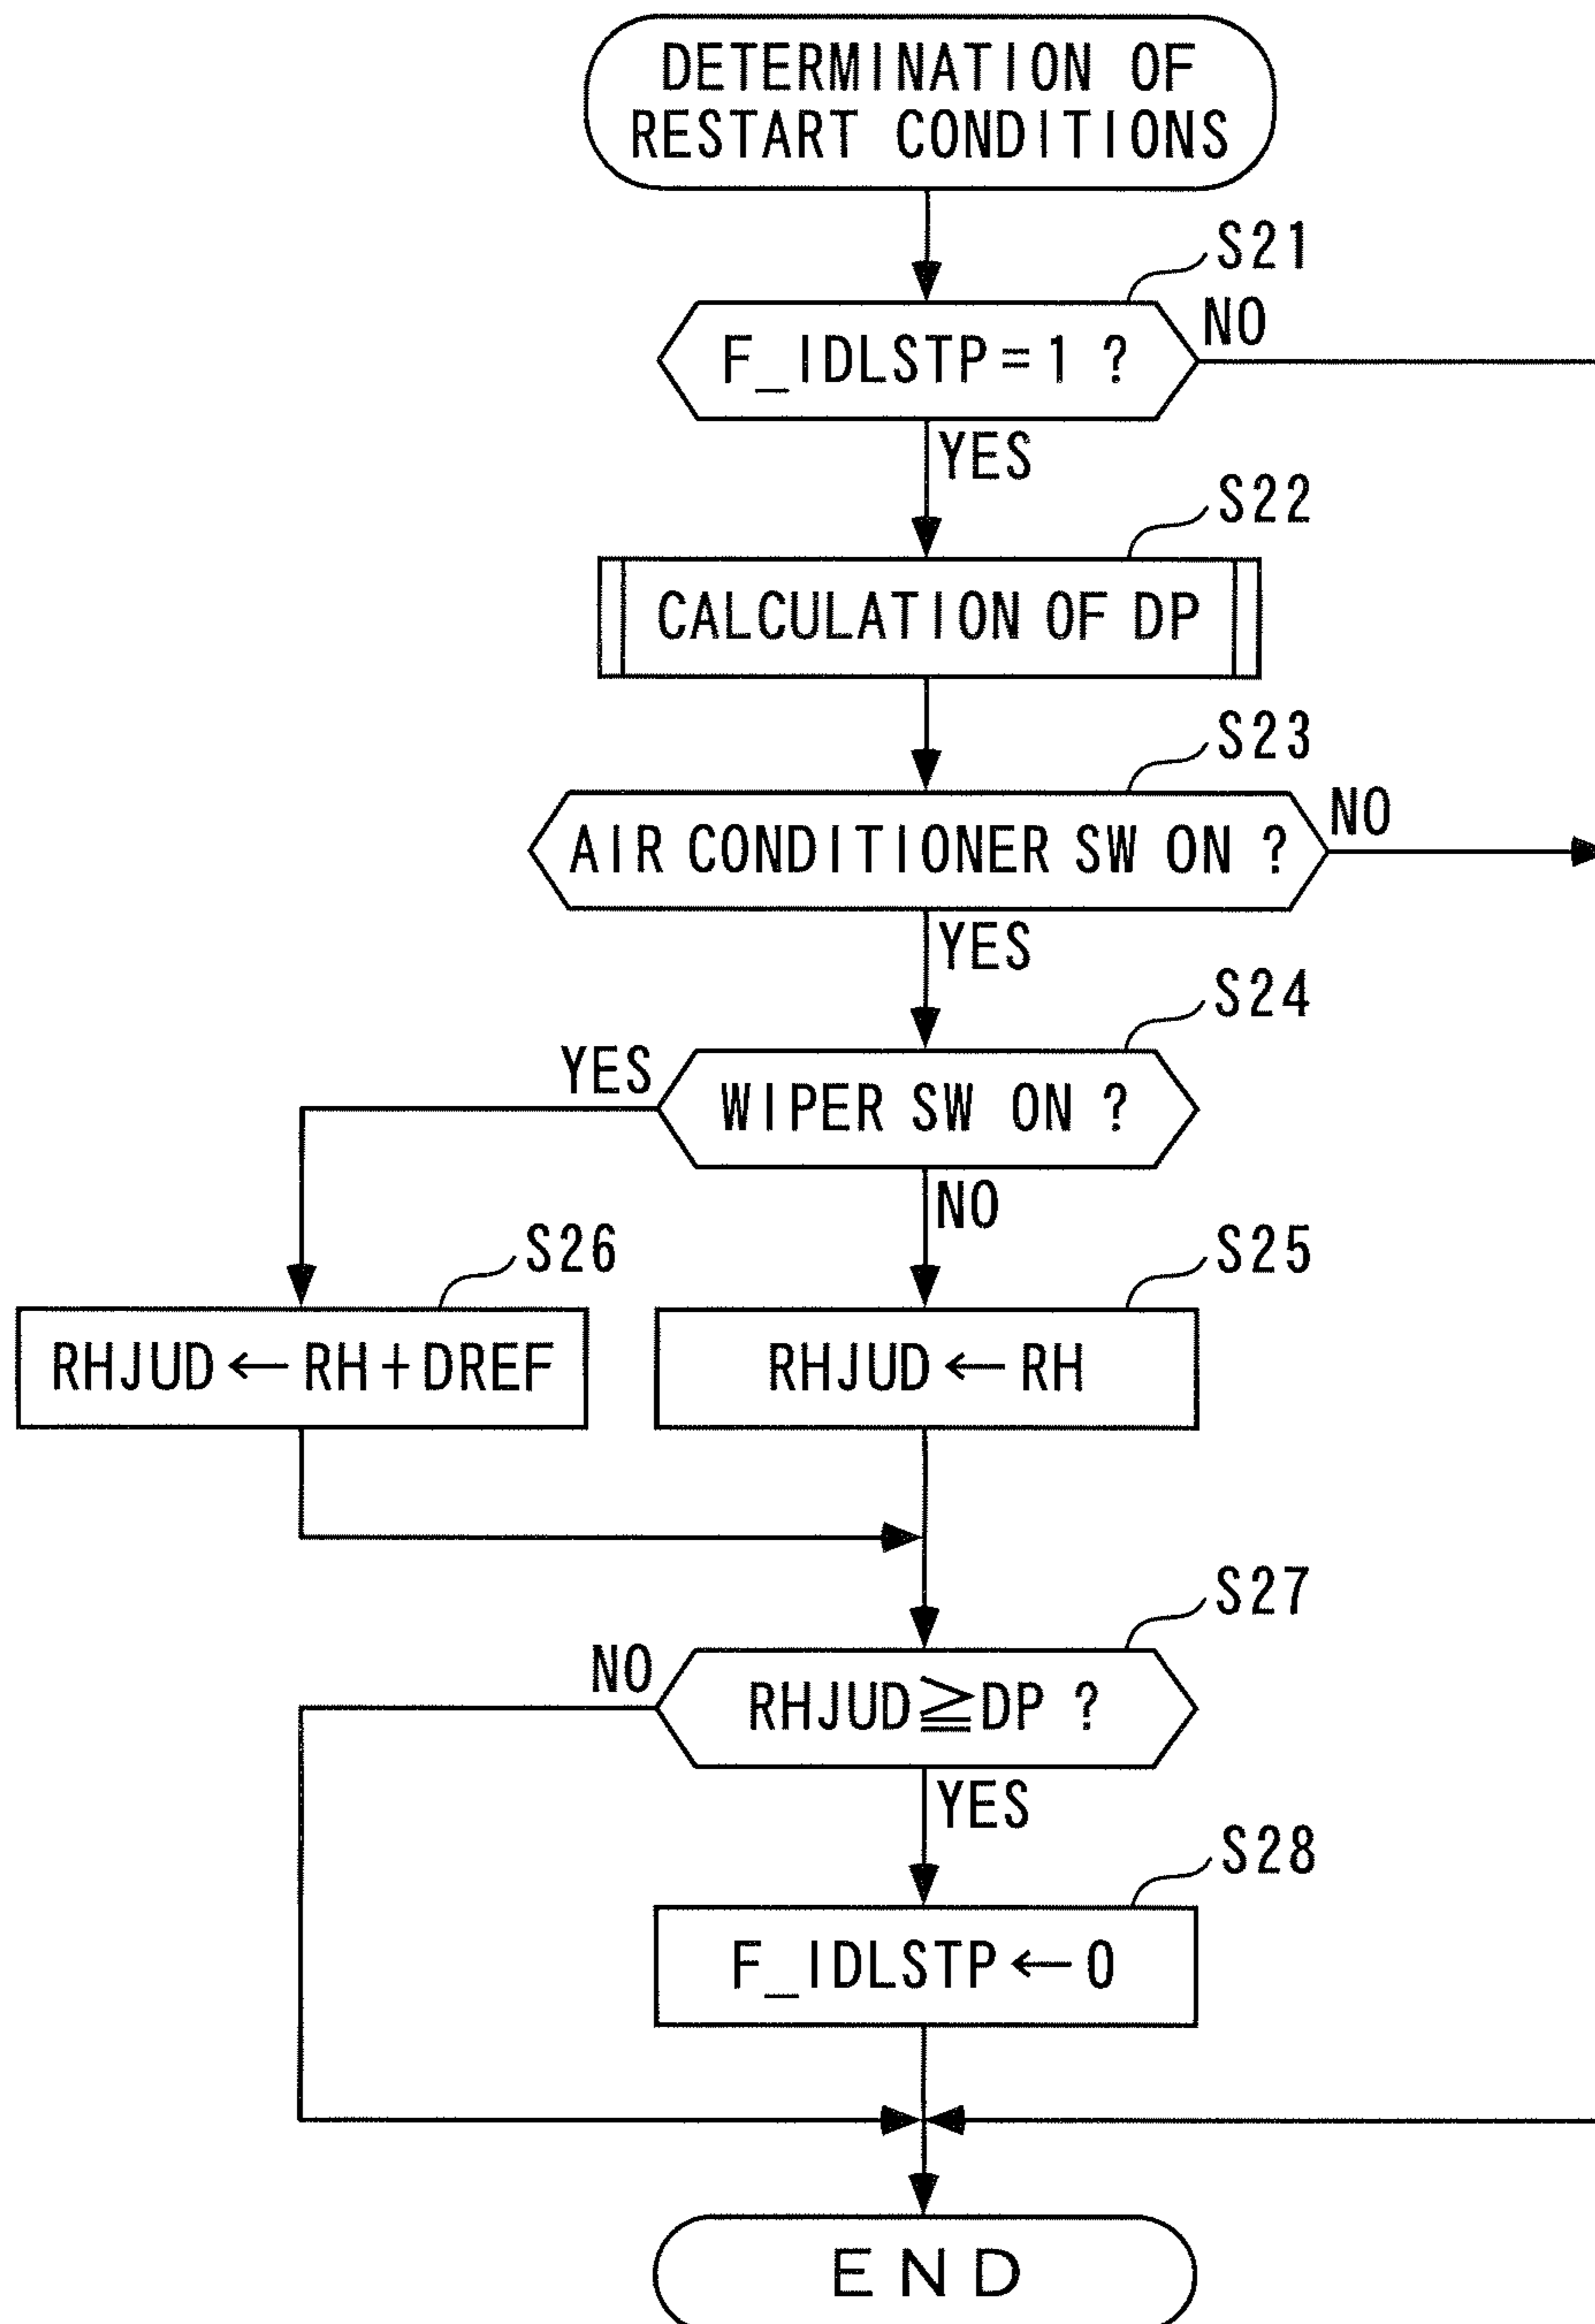 DETERMINATION OF
RESTART CONDITIONS
S21
F_IDLSTP=1 ?
NO
YES
S22
CALCULATION OF DP
S23
AIR CONDITIONER SW ON ?
NO
YES
S24
YES
WIPER SW ON ?
NO
S26
S25
RHJUD←RH+DREF
RHJUD←RH
S27
NO
RHJUD≧DP ?
YES
S28
F_IDLSTP←0
END